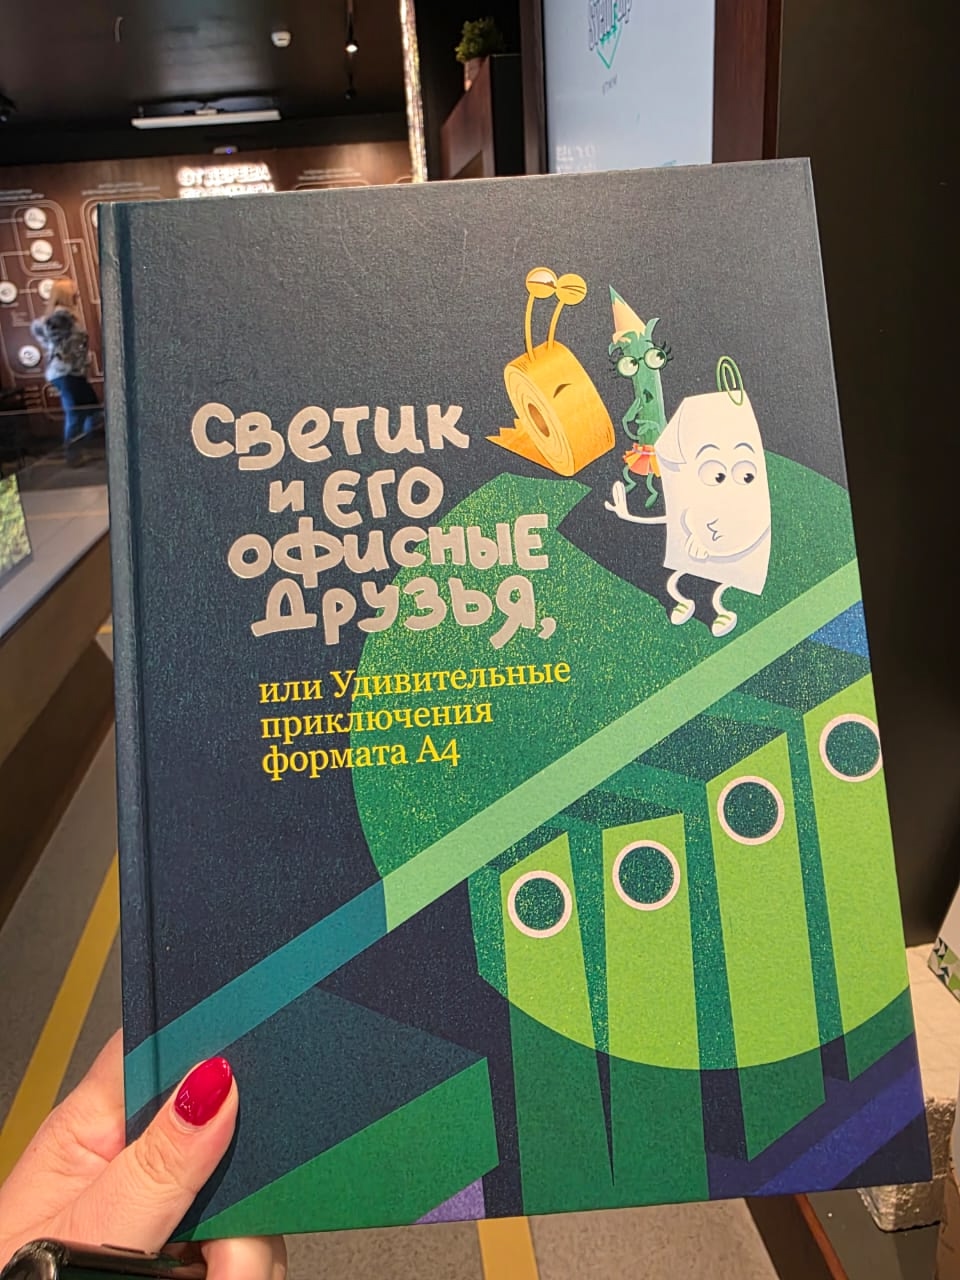 Светик
и его
офисные
друзья,
или Удивительные
приключения
формата А4